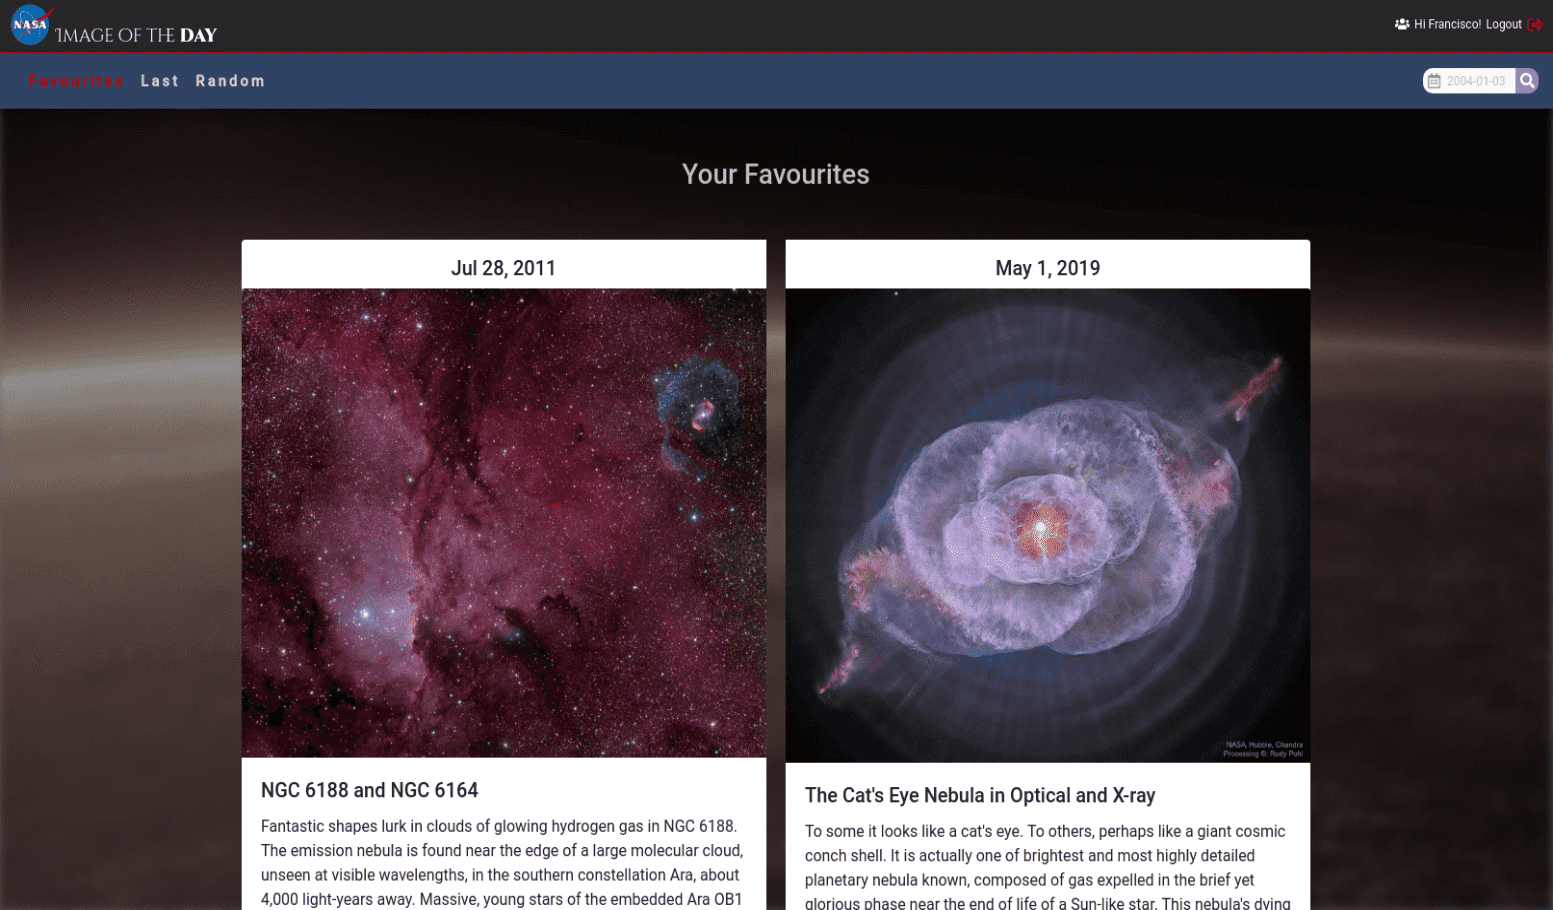 NASA
IMAGE OF THE DAY
Hi Francisco! Logout
Favourites Last Random
2004-01-03
Your Favourites
Jul 28, 2011
May 1, 2019
NASA, Hubble, Chandra
Processing ©: Rudy Pohl
NGC 6188 and NGC 6164
Fantastic shapes lurk in clouds of glowing hydrogen gas in NGC 6188.
The emission nebula is found near the edge of a large molecular cloud,
unseen at visible wavelengths, in the southern constellation Ara, about
4,000 light-years away. Massive, young stars of the embedded Ara OB1
The Cat's Eye Nebula in Optical and X-ray
To some it looks like a cat's eye. To others, perhaps like a giant cosmic
conch shell. It is actually one of brightest and most highly detailed
planetary nebula known, composed of gas expelled in the brief yet
glorious phase near the end of life of a Sun-like star. This nebula's dying